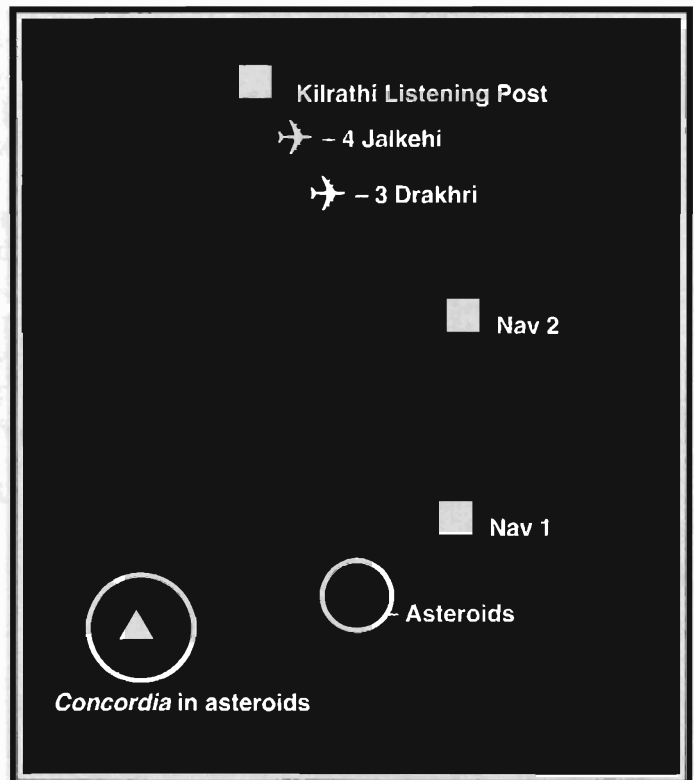 Kilrathi Listening Post
– 4 Jalkehi
– 3 Drakhri
Nav 2
Nav 1
– Asteroids
Concordia in asteroids